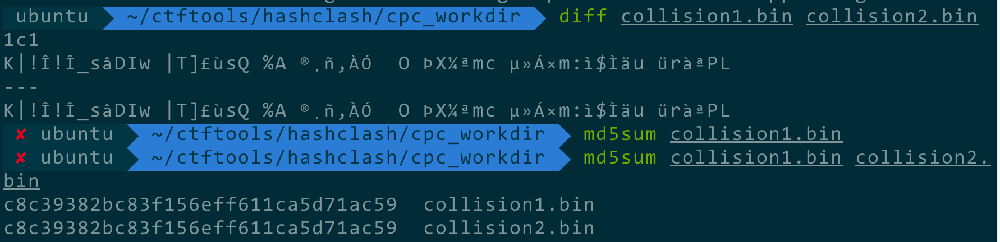 ubuntu ~/ctftools/hashclash/cpc_workdir diff collision1.bin collision2.bin
1c1
K|!Î!Î_sâDIw |T]£ùsQ %A ®¸ñ,ÀÓ  O ÞX¼ªmc µ»Á×m:ì$Ìäu üràªPL
---
K|!Î!Î_sâDIw |T]£ùsQ %A ®¸ñ,ÀÓ  O ÞX¼ªmc µ»Á×m:ì$Ìäu üràªPL
✘ ubuntu ~/ctftools/hashclash/cpc_workdir md5sum collision1.bin
✘ ubuntu ~/ctftools/hashclash/cpc_workdir md5sum collision1.bin collision2.
bin
c8c39382bc83f156eff611ca5d71ac59  collision1.bin
c8c39382bc83f156eff611ca5d71ac59  collision2.bin